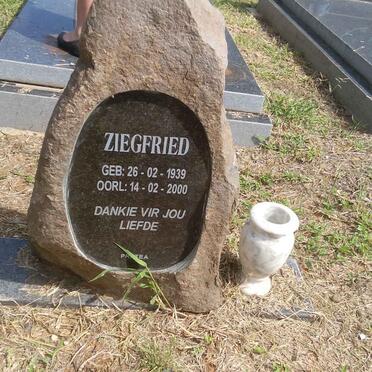 ZIEGFRIED
GEB: 26 - 02 - 1939
OORL: 14 - 02 - 2000
DANKIE VIR JOU
LIEFDE